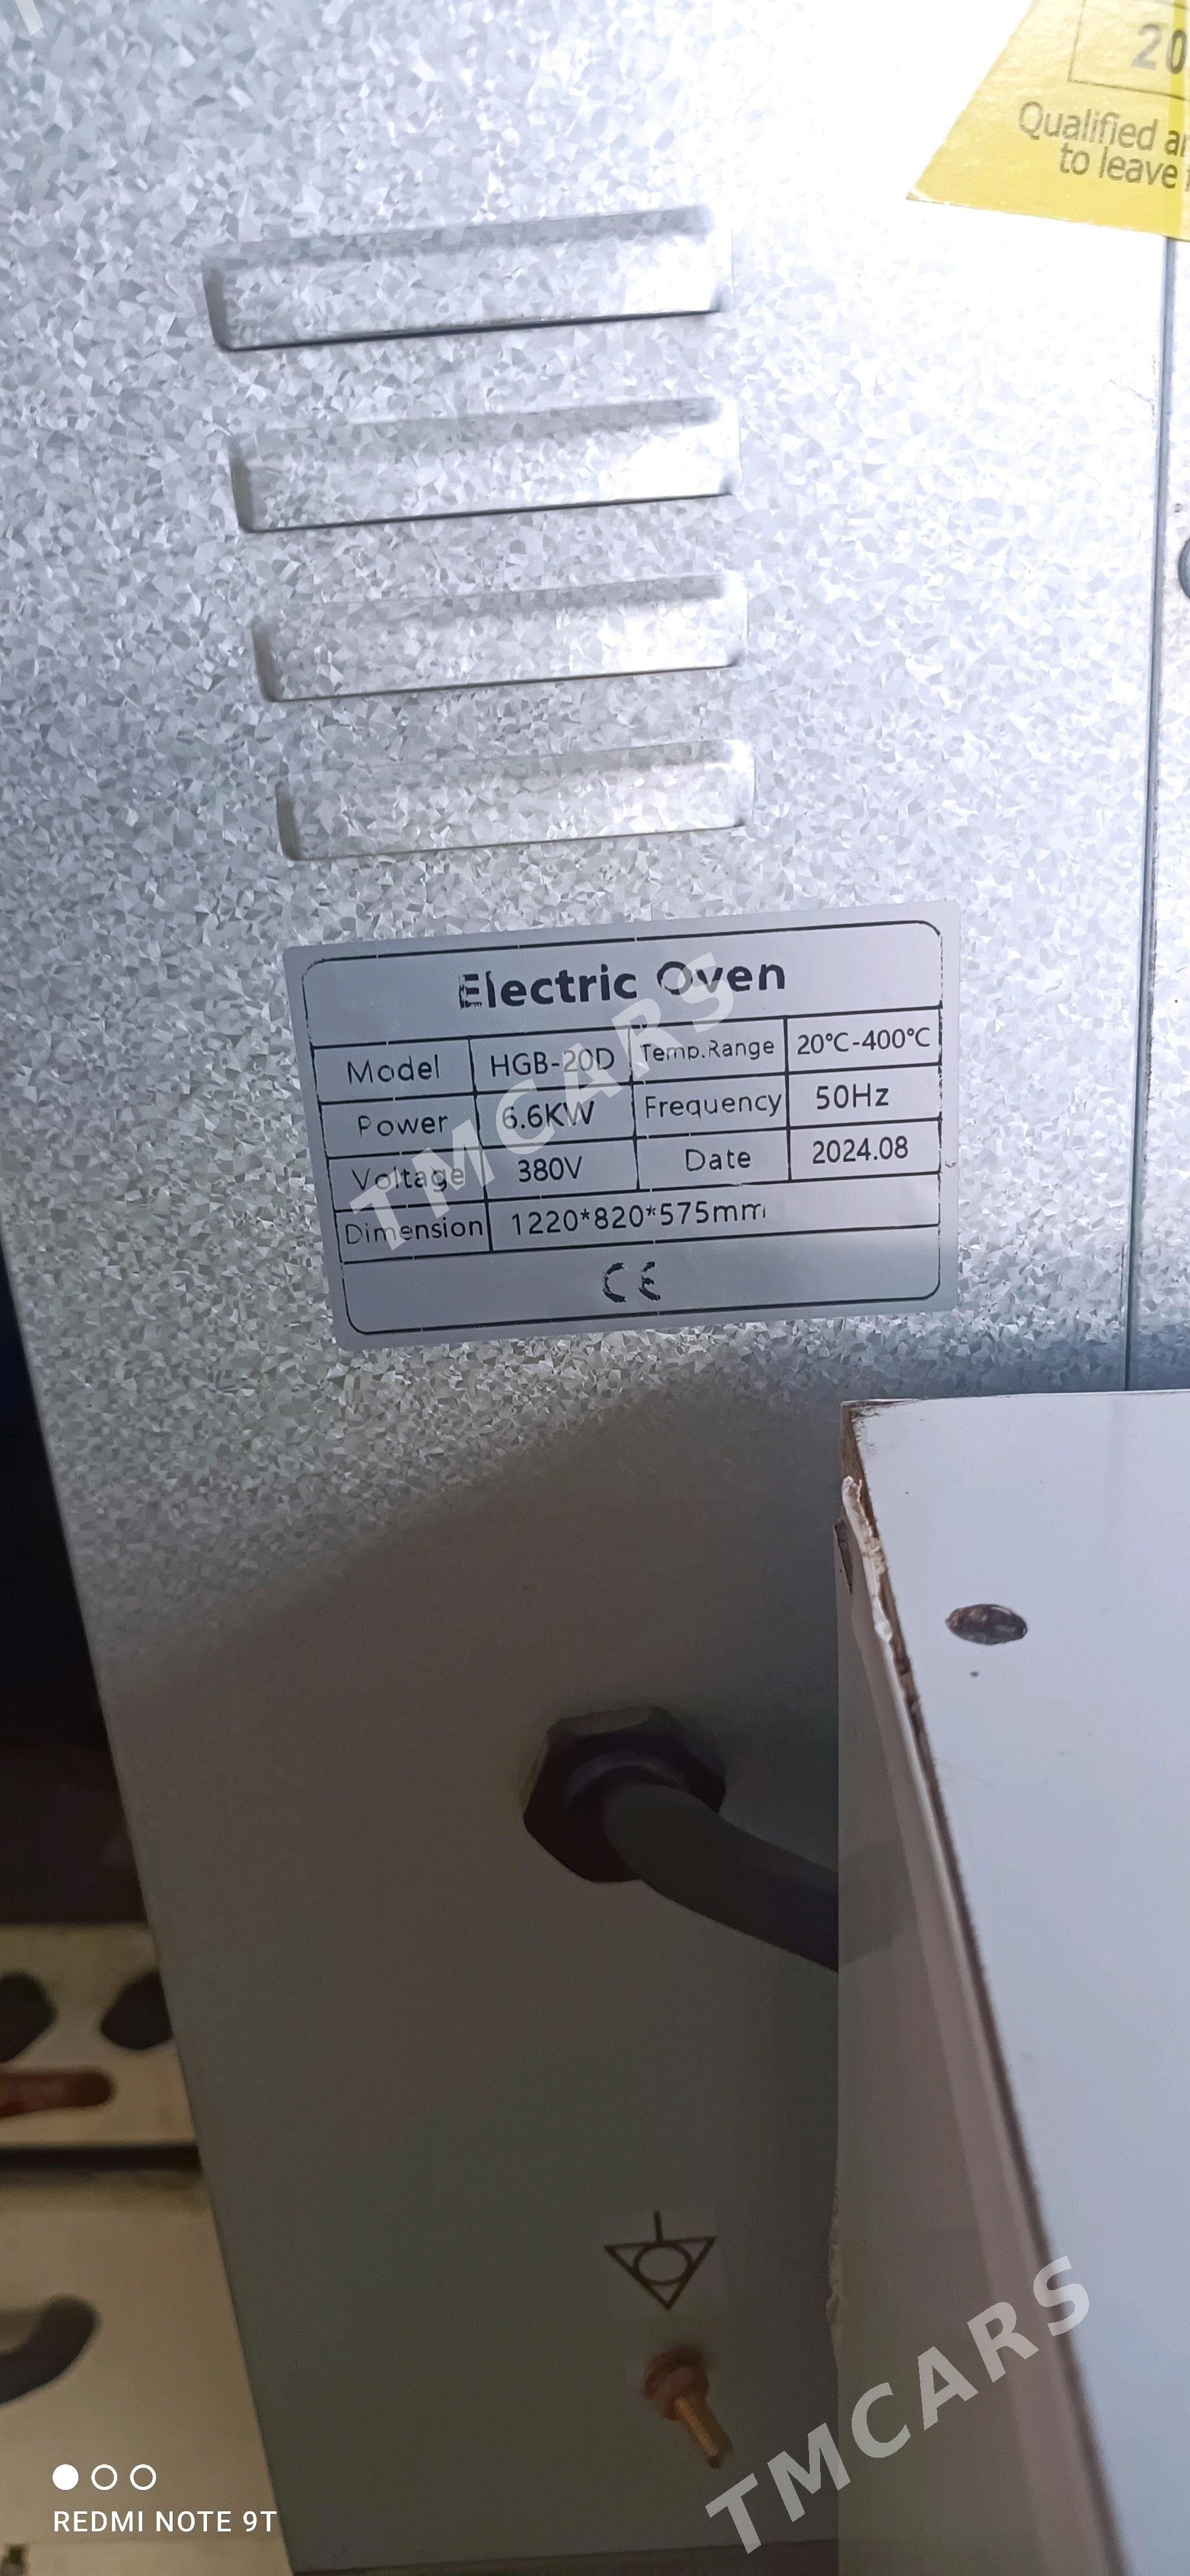 20
Qualified
to leave
Electric Oven
Model HGB-20D Temp.Range 20°C-400°C
Power 6.6KW Frequency 50Hz
Voltage 380V Date 2024.08
Dimension 1220*820*575mm
CE
TMCARS
TMCARS
REDMI NOTE 9T